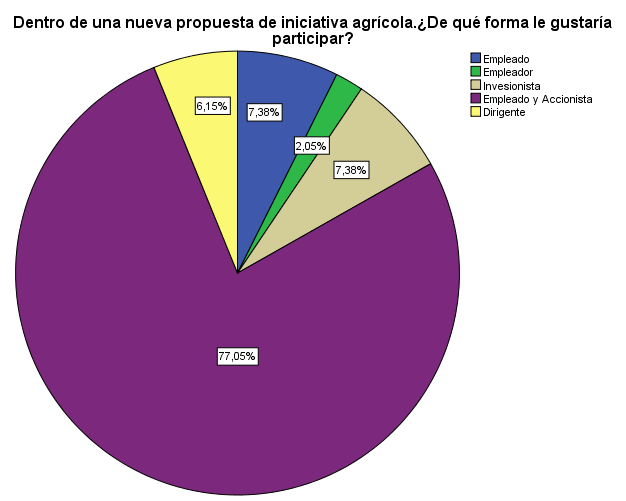 Dentro de una nueva propuesta de iniciativa agrícola.¿De qué forma le gustaría
participar?
Empleado
Empleador
Invesionista
Empleado y Accionista
Dirigente
6,15%
7,38%
2,05%
7,38%
77,05%